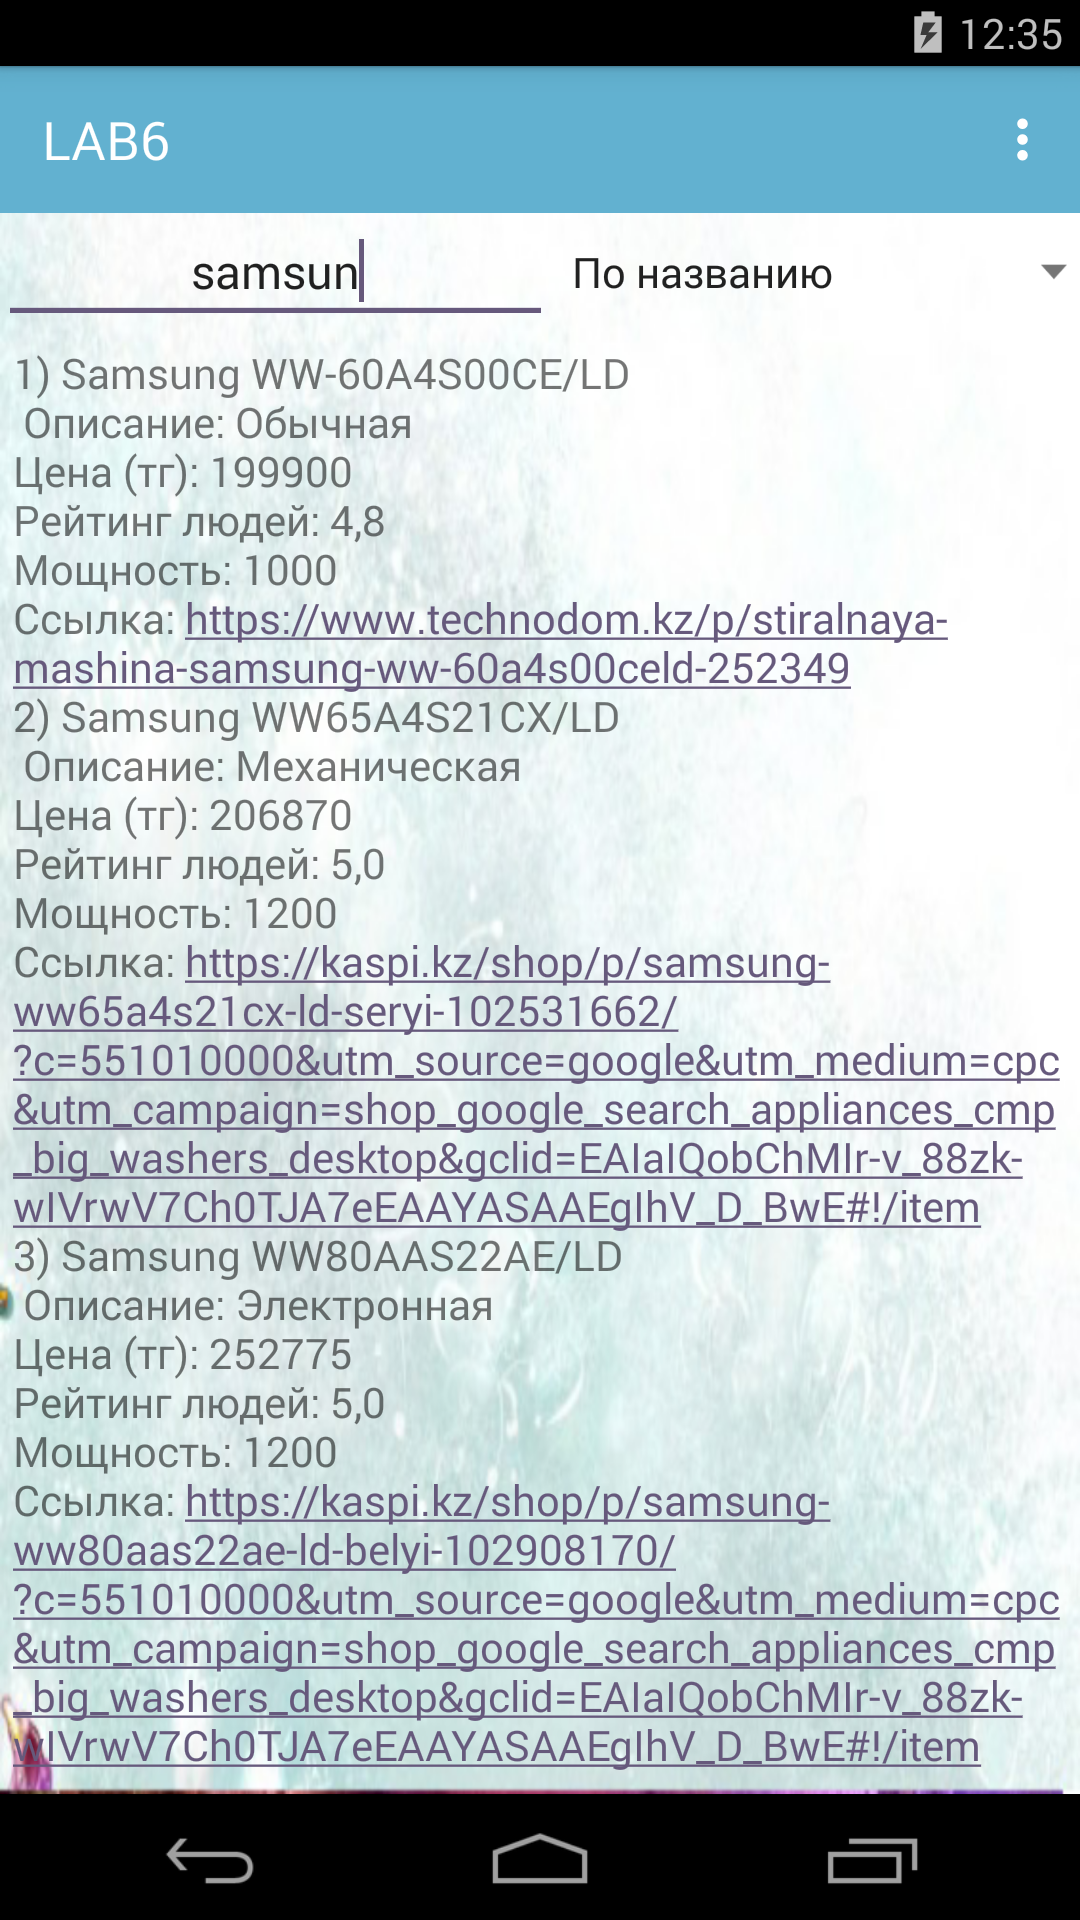 12:35
LAB6
samsun
По названию
1) Samsung WW-60A4S00CE/LD
Описание: Обычная
Цена (тг): 199900
Рейтинг людей: 4,8
Мощность: 1000
Ссылка: https://www.technodom.kz/p/stiralnaya-
mashina-samsung-ww-60a4s00celd-252349
2) Samsung WW65A4S21CX/LD
Описание: Механическая
Цена (тг): 206870
Рейтинг людей: 5,0
Мощность: 1200
Ссылка: https://kaspi.kz/shop/p/samsung-
ww65a4s21cx-ld-seryi-102531662/
?c=551010000&utm_source=google&utm_medium=cpc
&utm_campaign=shop_google_search_appliances_cmp
_big_washers_desktop&gclid=EAIaIQobChMIr-v_88zk-
wIVrwV7Ch0TJA7eEAAYASAAEgIhV_D_BwE#!/item
3) Samsung WW80AAS22AE/LD
Описание: Электронная
Цена (тг): 252775
Рейтинг людей: 5,0
Мощность: 1200
Ссылка: https://kaspi.kz/shop/p/samsung-
ww80aas22ae-ld-belyi-102908170/
?c=551010000&utm_source=google&utm_medium=cpc
&utm_campaign=shop_google_search_appliances_cmp
_big_washers_desktop&gclid=EAIaIQobChMIr-v_88zk-
wIVrwV7Ch0TJA7eEAAYASAAEgIhV_D_BwE#!/item